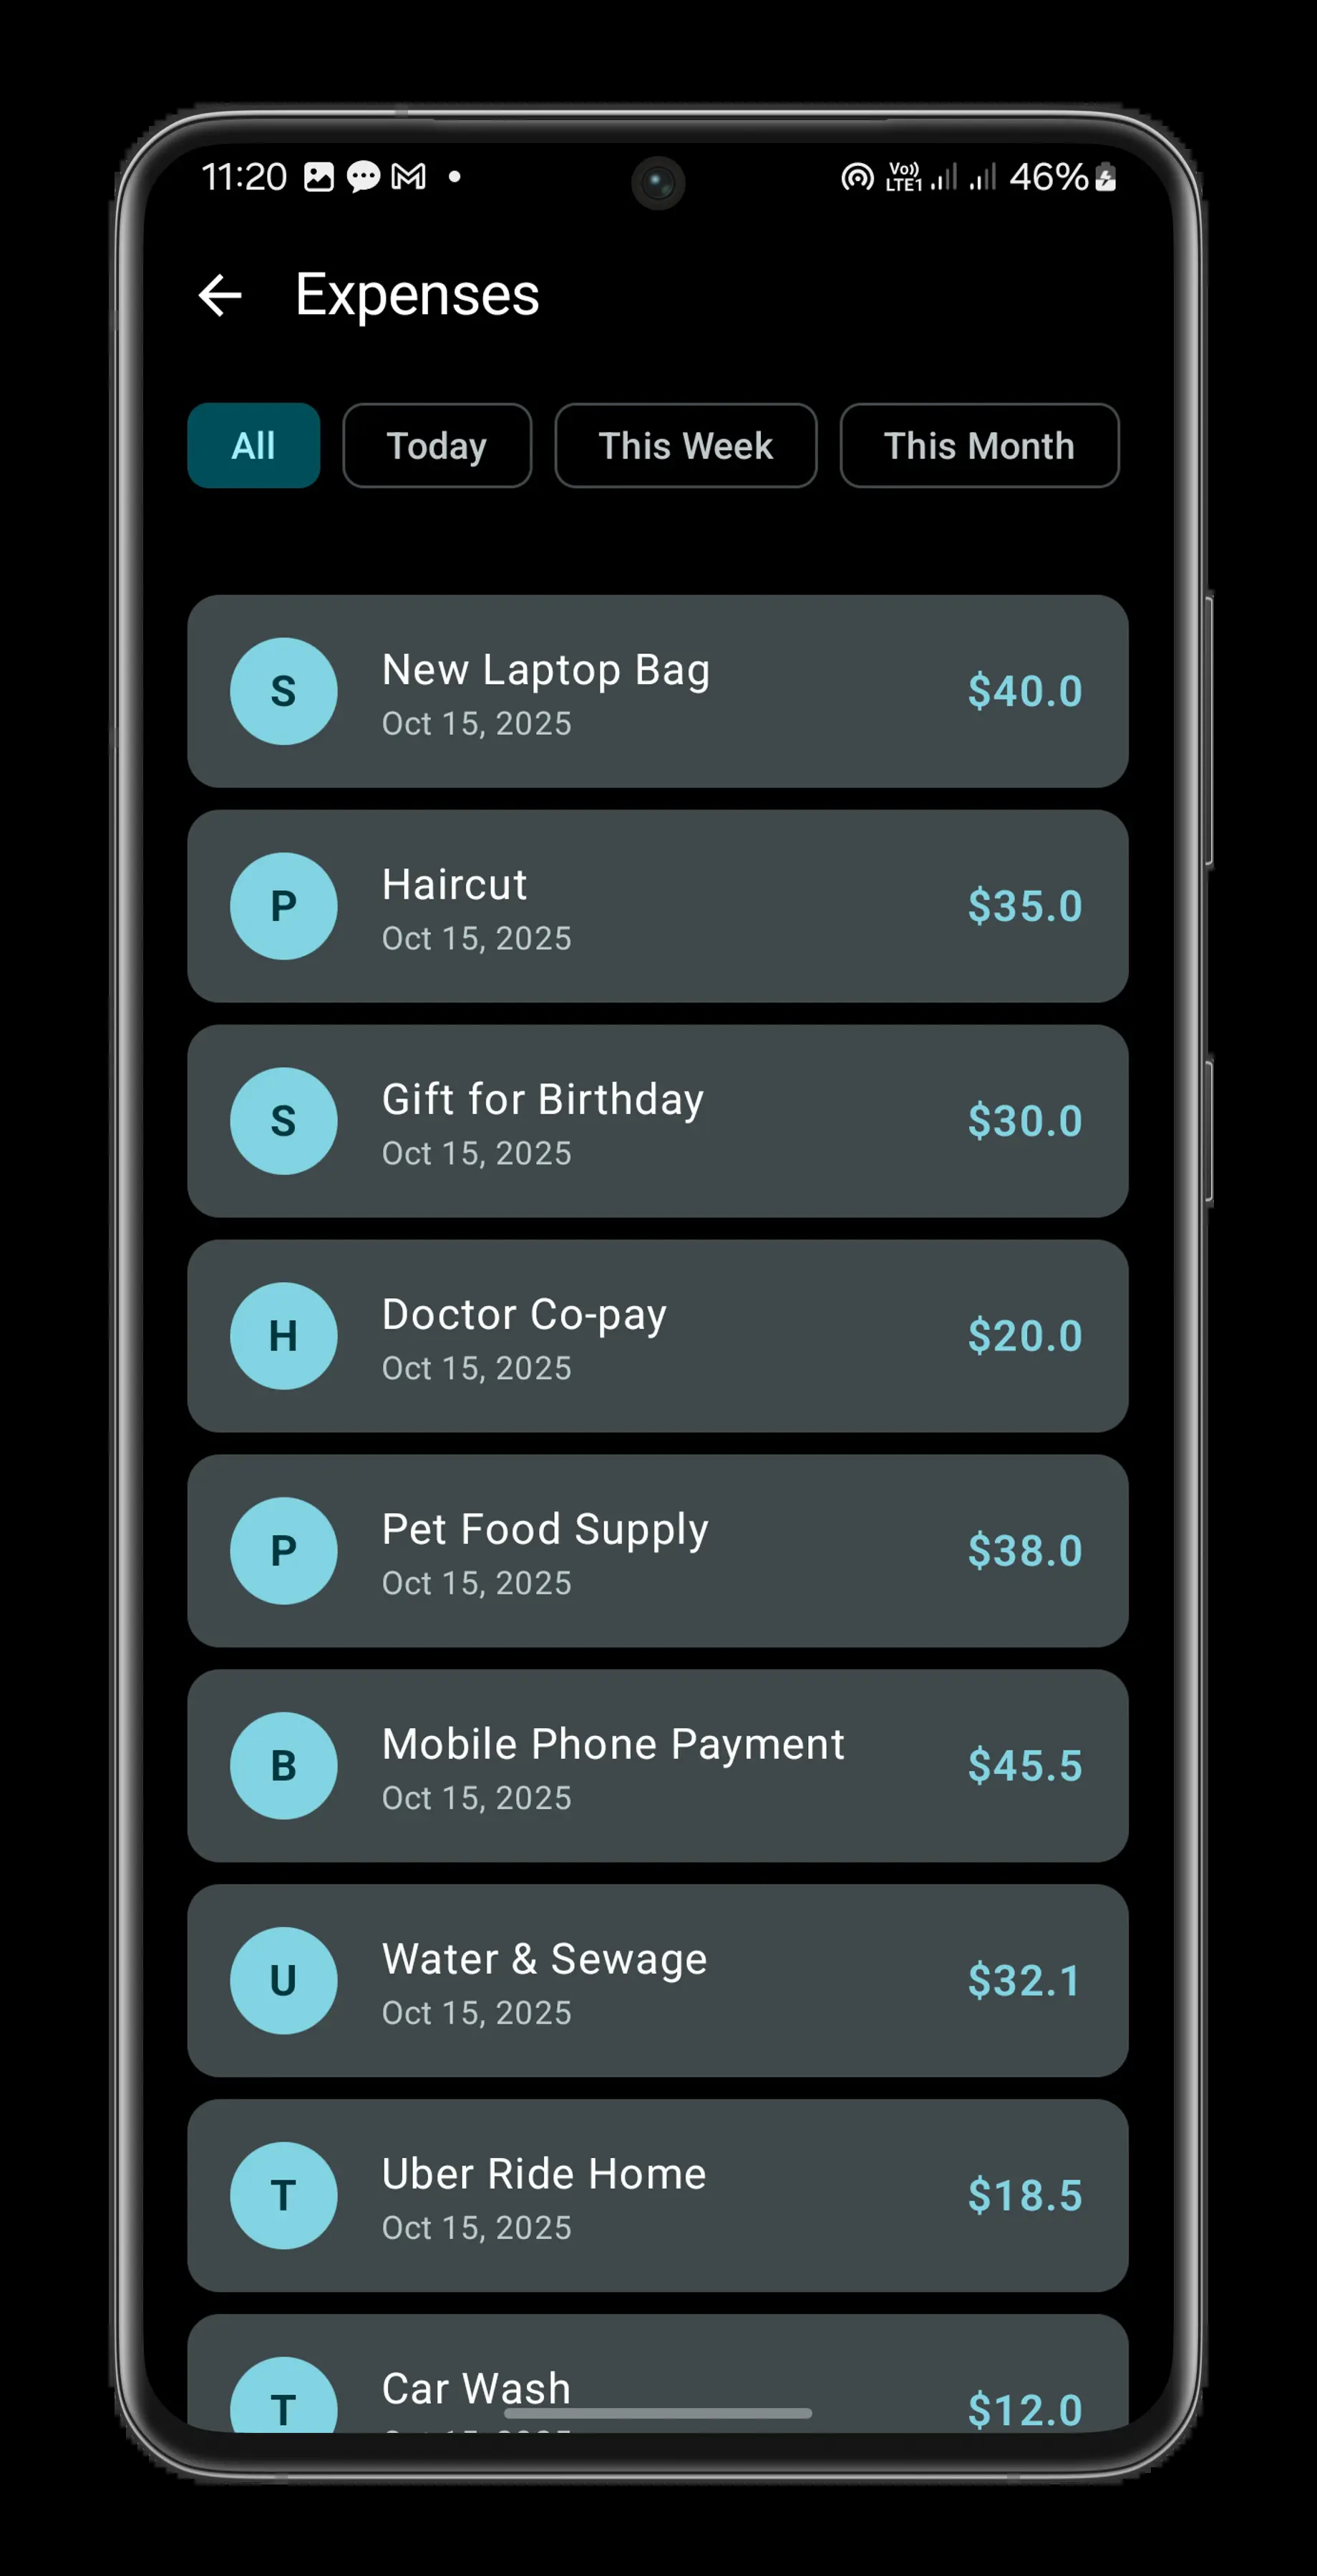 11:20
Vo))
LTE1
46%
Expenses
All
Today
This Week
This Month
S
New Laptop Bag
Oct 15, 2025
$40.0
P
Haircut
Oct 15, 2025
$35.0
S
Gift for Birthday
Oct 15, 2025
$30.0
H
Doctor Co-pay
Oct 15, 2025
$20.0
P
Pet Food Supply
Oct 15, 2025
$38.0
B
Mobile Phone Payment
Oct 15, 2025
$45.5
U
Water & Sewage
Oct 15, 2025
$32.1
T
Uber Ride Home
Oct 15, 2025
$18.5
T
Car Wash
$12.0